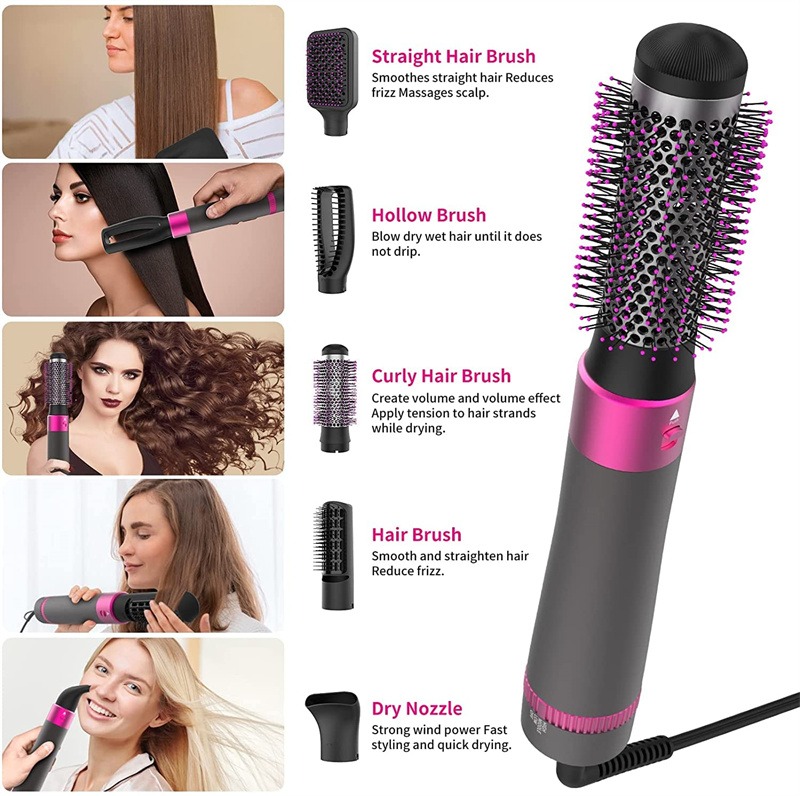 Straight Hair Brush
Smoothes straight hair Reduces
frizz Massages scalp.
Hollow Brush
Blow dry wet hair until it does
not drip.
Curly Hair Brush
Create volume and volume effect
Apply tension to hair strands
while drying.
Hair Brush
Smooth and straighten hair
Reduce frizz.
Dry Nozzle
Strong wind power Fast
styling and quick drying.